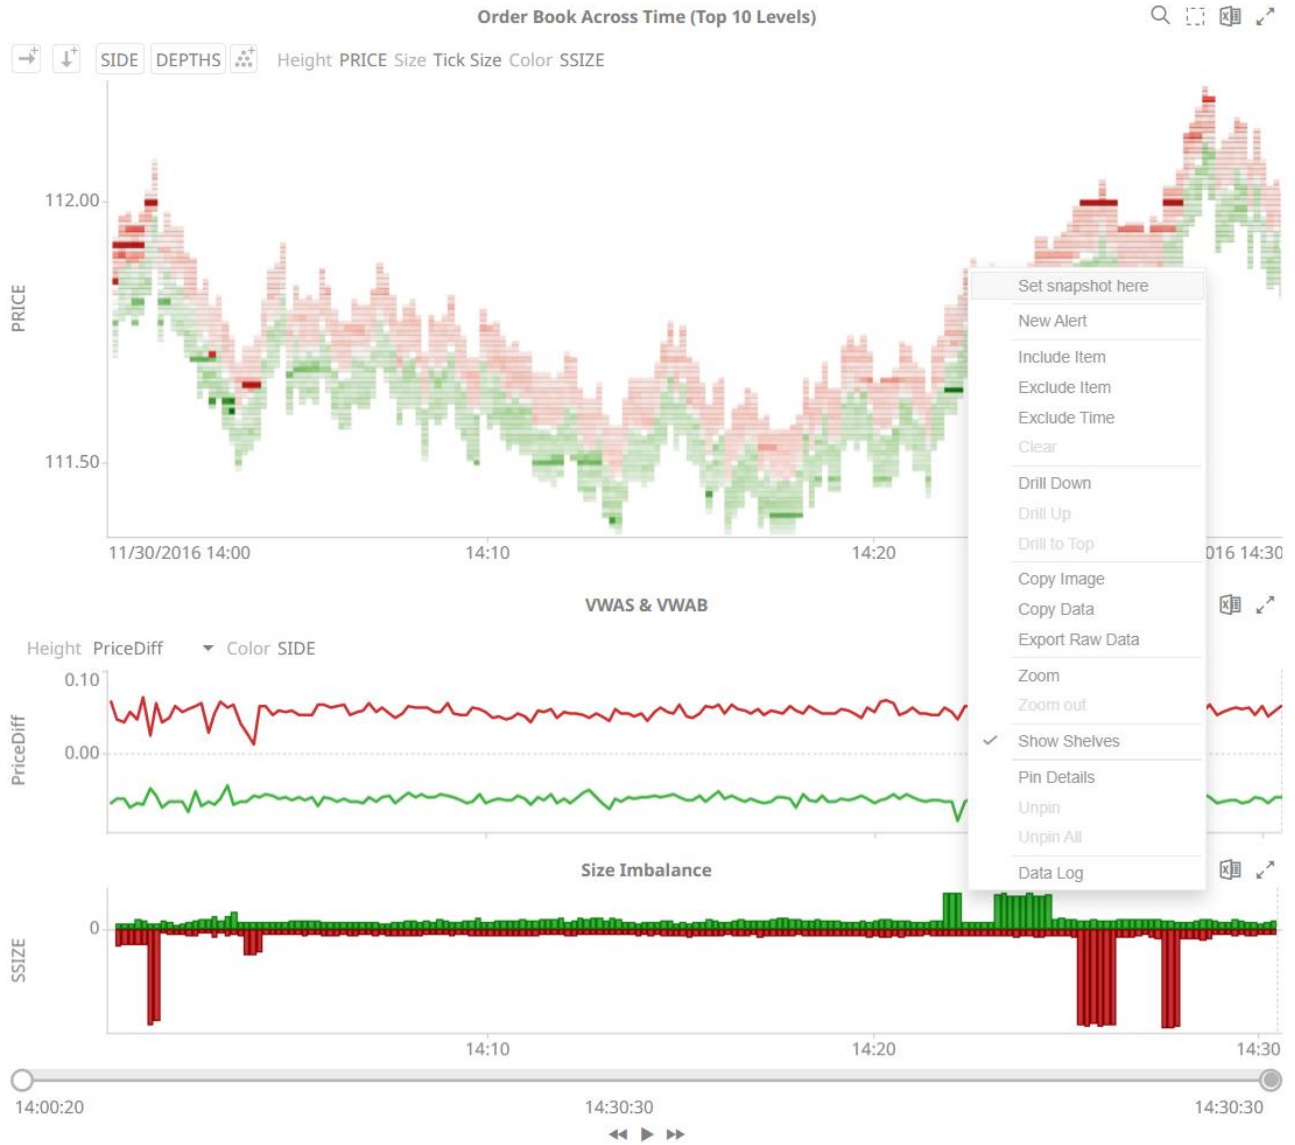 Order Book Across Time (Top 10 Levels)
SIDE DEPTHS Height PRICE Size Tick Size Color SSIZE
PRICE
112.00
111.50
11/30/2016 14:00 14:10 14:20 016 14:30
Set snapshot here
New Alert
Include Item
Exclude Item
Exclude Time
Clear
Drill Down
Drill Up
Drill to Top
Copy Image
Copy Data
Export Raw Data
Zoom
Zoom out
Show Shelves
Pin Details
Unpin
Unpin All
Data Log
VWAS & VWAB
Height PriceDiff Color SIDE
PriceDiff
0.10
0.00
Size Imbalance
SSIZE
0
14:10 14:20 14:30
14:00:20 14:30:30 14:30:30